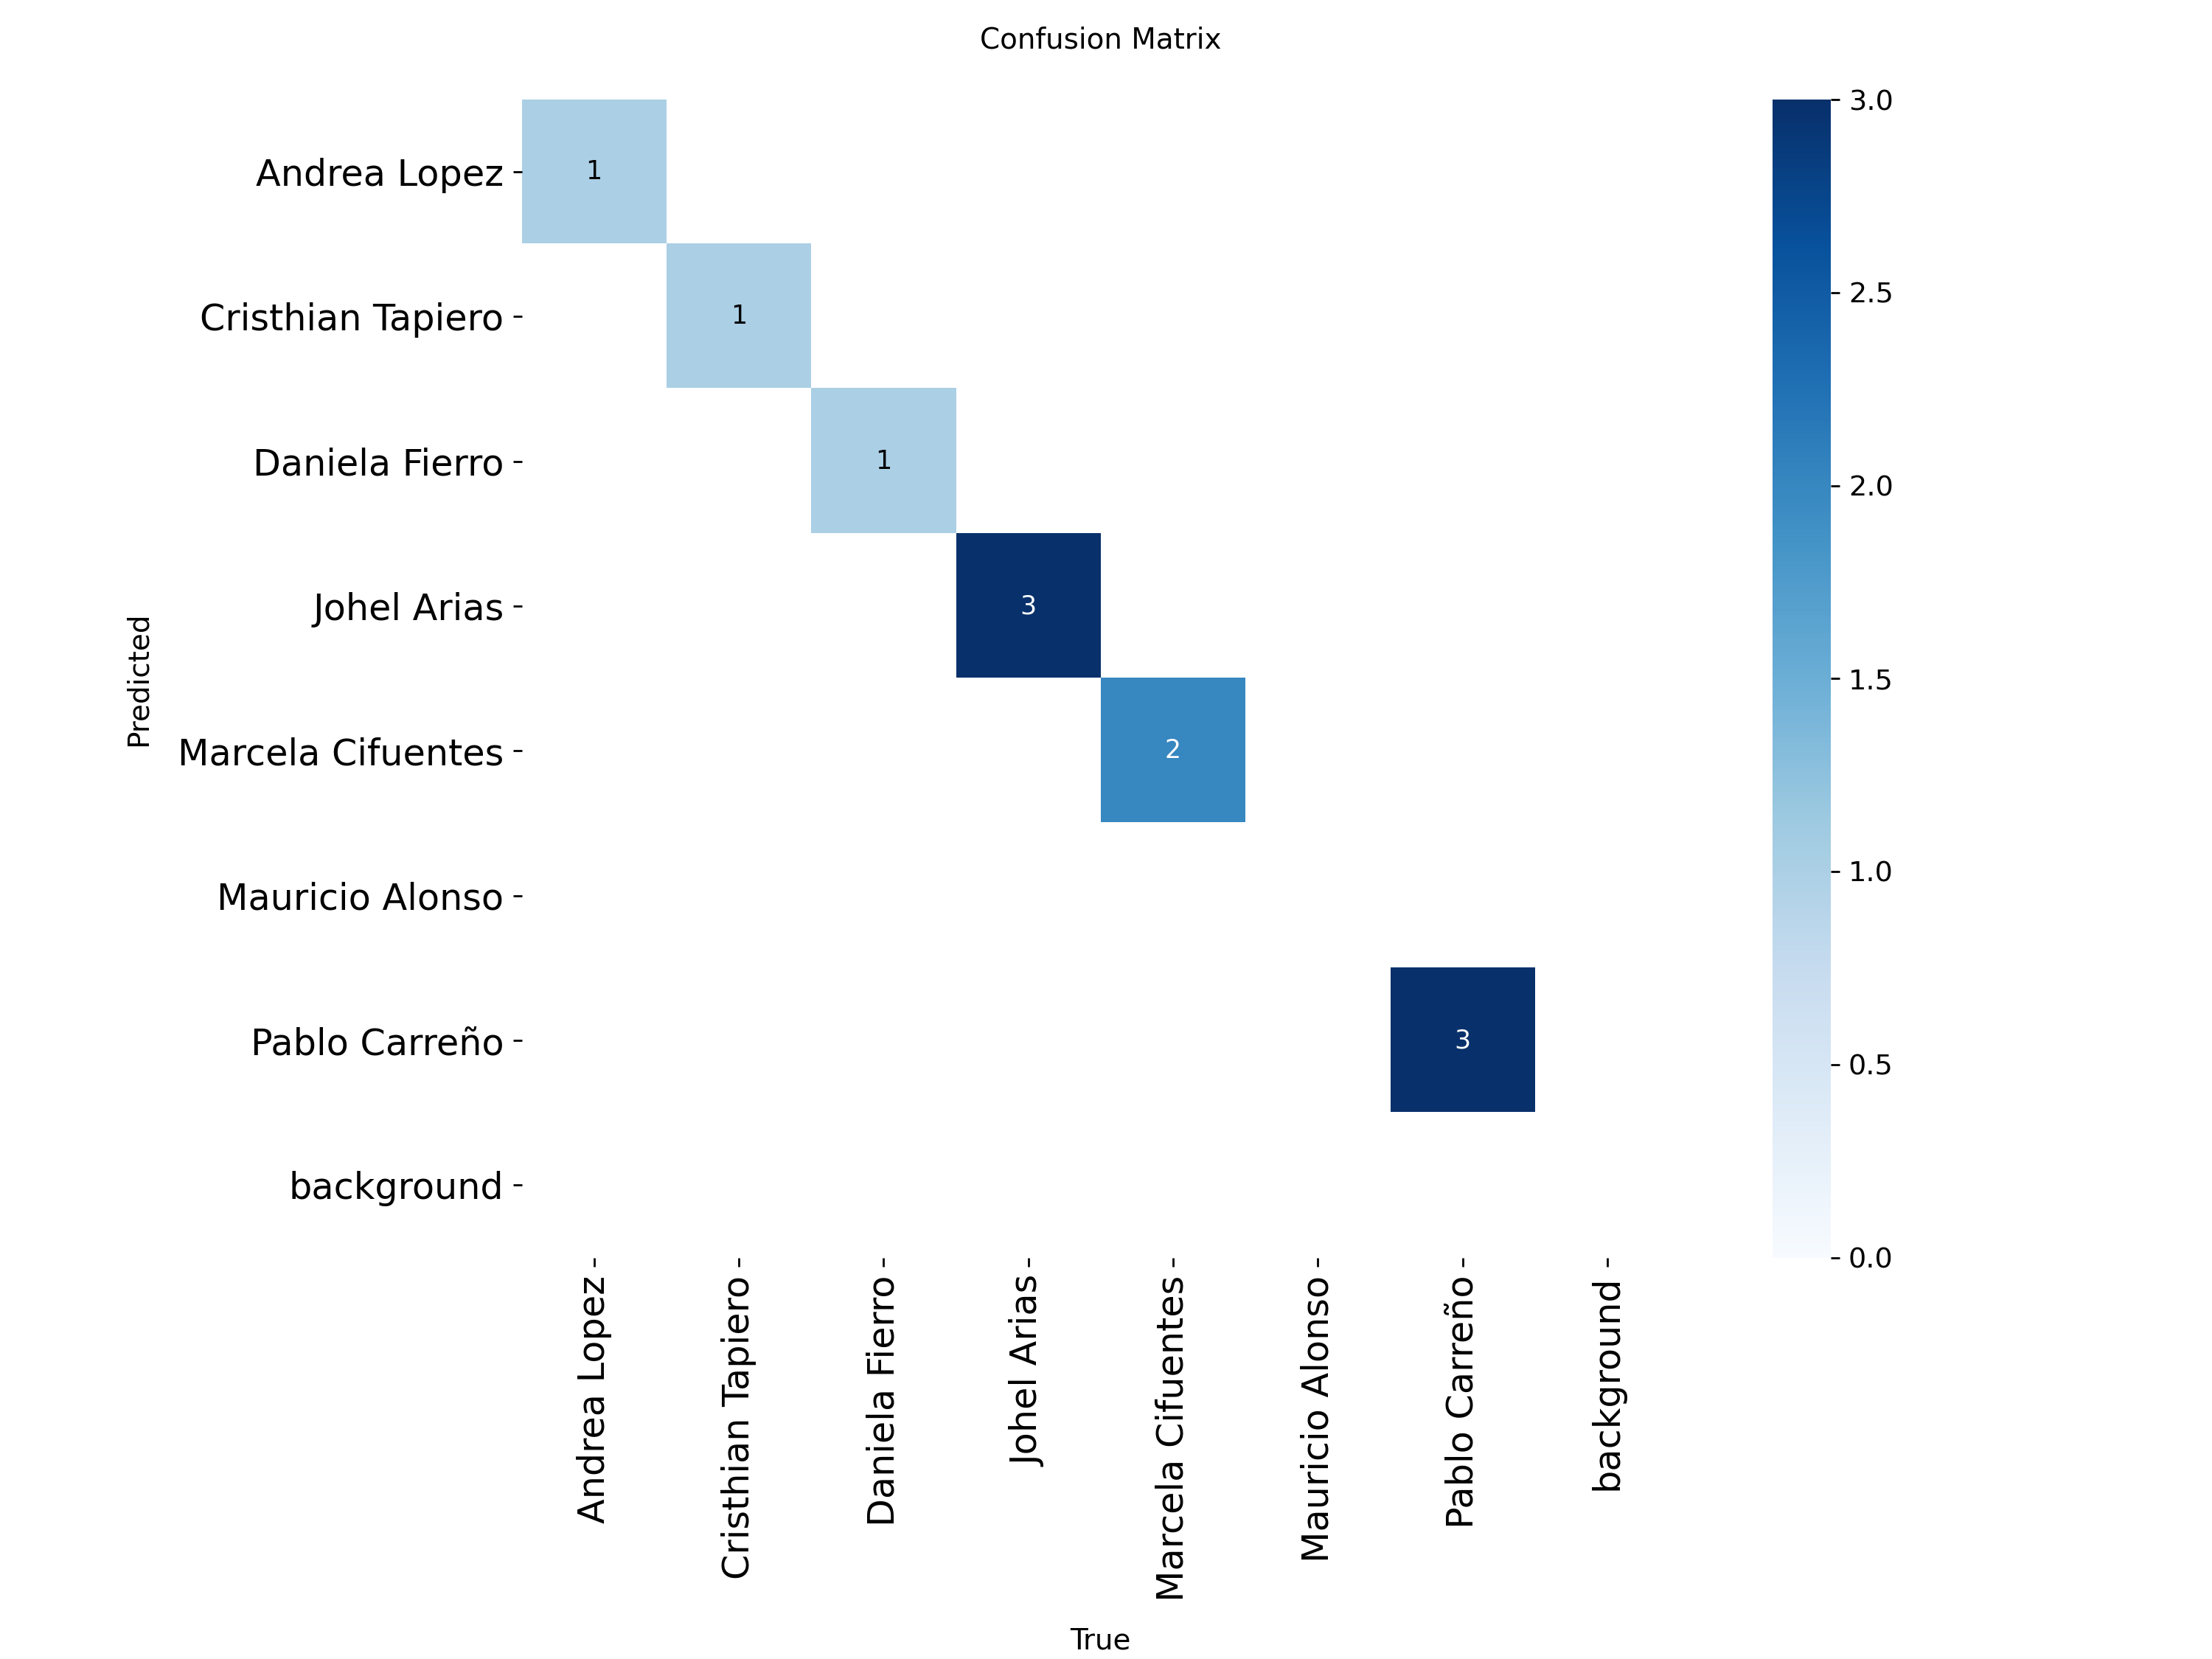 Confusion Matrix
Andrea Lopez
Cristhian Tapiero
Daniela Fierro
Johel Arias
Marcela Cifuentes
Mauricio Alonso
Pablo Carreño
background
Predicted
1
1
1
3
2
3
Andrea Lopez
Cristhian Tapiero
Daniela Fierro
Johel Arias
Marcela Cifuentes
Mauricio Alonso
Pablo Carreño
background
True
3.0
2.5
2.0
1.5
1.0
0.5
0.0